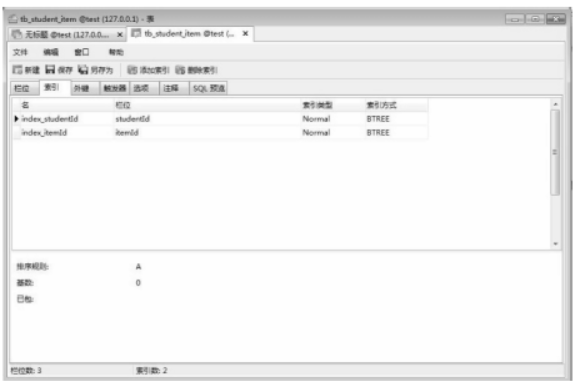 tb_student_item @test (127.0.0.1) - 表
无标题 @test (127.0.0.... × tb_student_item @test (... ×
文件 编辑 窗口 帮助
新建 保存 另存为 添加索引 删除索引
栏位 索引 外键 触发器 选项 注释 SQL 预览
名 栏位 索引类型 索引方式
index_studentId studentId Normal BTREE
index_itemId itemId Normal BTREE
排序规则: A
基数: 0
栏位数: 3 索引数: 2